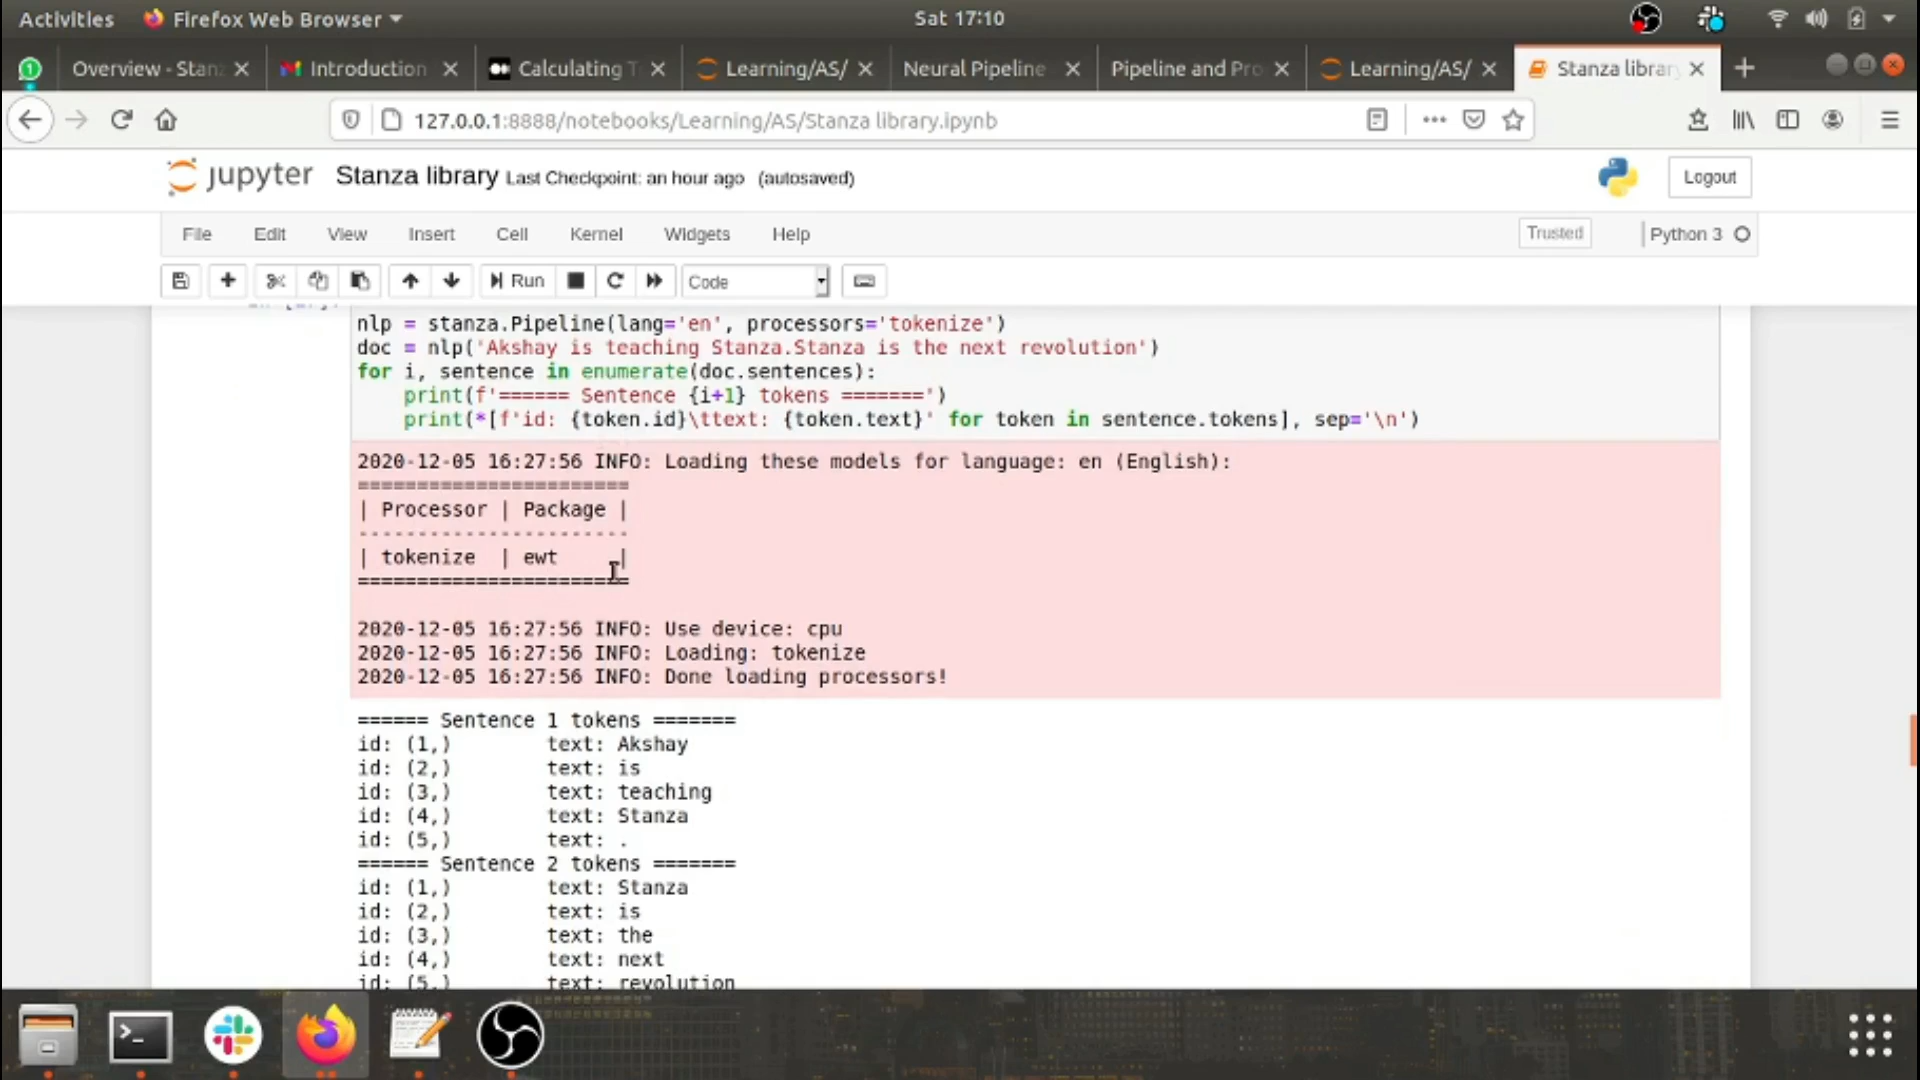 Activities Firefox Web Browser Sat 17:10
1 Overview - Stan Introduction Calculating T Learning/AS/ Neural Pipeline Pipeline and Pro Learning/AS/ Stanza library
127.0.0.1:8888/notebooks/Learning/AS/Stanza library.ipynb
jupyter Stanza library Last Checkpoint: an hour ago (autosaved) Logout
File Edit View Insert Cell Kernel Widgets Help Trusted Python 3
Run Code
nlp = stanza.Pipeline(lang='en', processors='tokenize')
doc = nlp('Akshay is teaching Stanza.Stanza is the next revolution')
for i, sentence in enumerate(doc.sentences):
    print(f'====== Sentence {i+1} tokens =======')
    print(*[f'id: {token.id}\ttext: {token.text}' for token in sentence.tokens], sep='\n')
2020-12-05 16:27:56 INFO: Loading these models for language: en (English):
=======================
| Processor | Package |
-----------------------
| tokenize  | ewt     |
=======================
2020-12-05 16:27:56 INFO: Use device: cpu
2020-12-05 16:27:56 INFO: Loading: tokenize
2020-12-05 16:27:56 INFO: Done loading processors!
====== Sentence 1 tokens =======
id: (1,) text: Akshay
id: (2,) text: is
id: (3,) text: teaching
id: (4,) text: Stanza
id: (5,) text: .
====== Sentence 2 tokens =======
id: (1,) text: Stanza
id: (2,) text: is
id: (3,) text: the
id: (4,) text: next
id: (5,) text: revolution